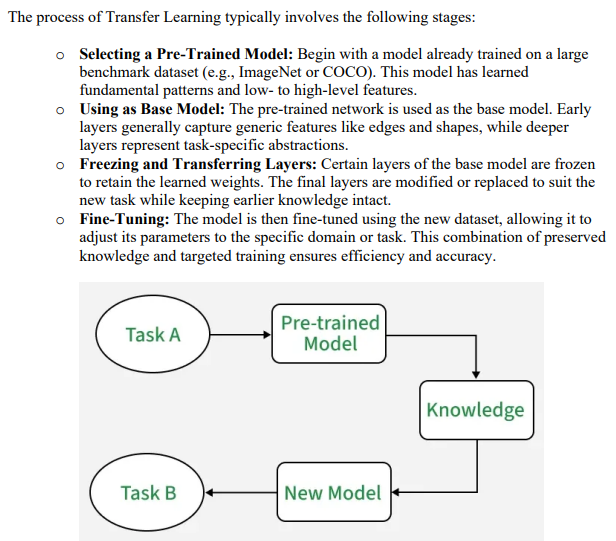 The process of Transfer Learning typically involves the following stages:
o Selecting a Pre-Trained Model: Begin with a model already trained on a large
benchmark dataset (e.g., ImageNet or COCO). This model has learned
fundamental patterns and low- to high-level features.
o Using as Base Model: The pre-trained network is used as the base model. Early
layers generally capture generic features like edges and shapes, while deeper
layers represent task-specific abstractions.
o Freezing and Transferring Layers: Certain layers of the base model are frozen
to retain the learned weights. The final layers are modified or replaced to suit the
new task while keeping earlier knowledge intact.
o Fine-Tuning: The model is then fine-tuned using the new dataset, allowing it to
adjust its parameters to the specific domain or task. This combination of preserved
knowledge and targeted training ensures efficiency and accuracy.
Task A
Pre-trained
Model
Knowledge
Task B
New Model